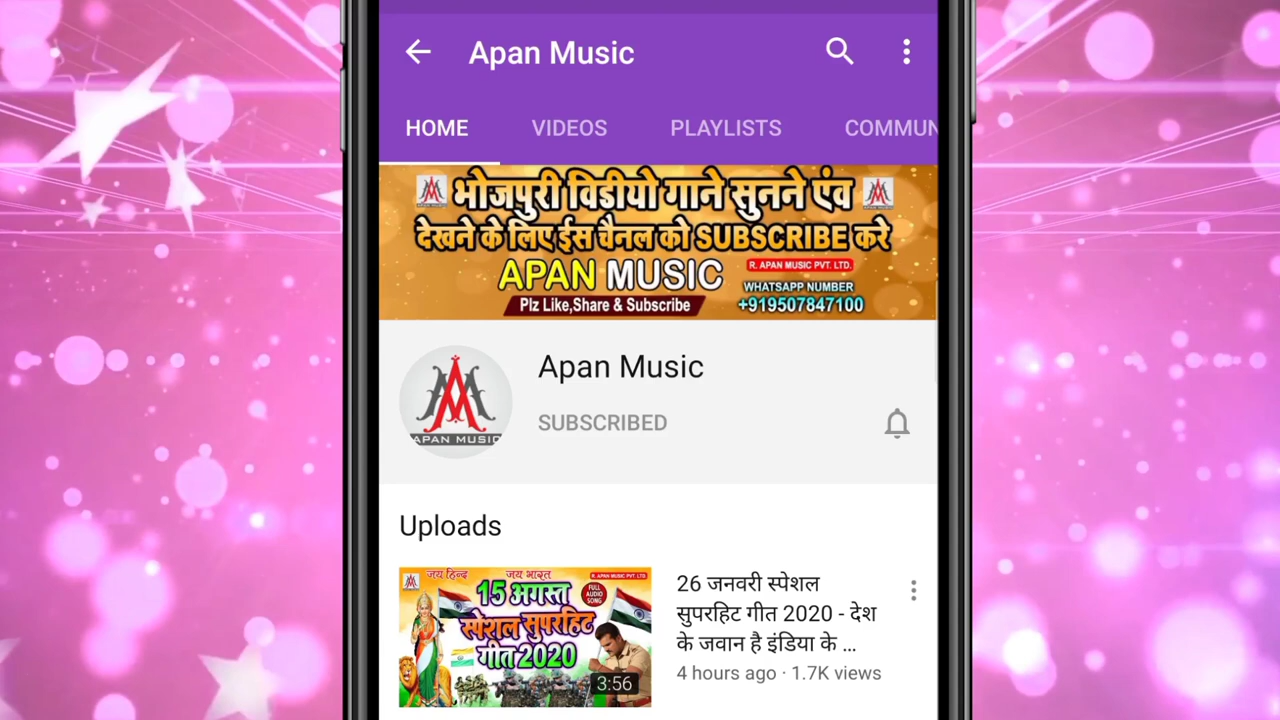 Apan Music
HOME VIDEOS PLAYLISTS COMMUN
भोजपुरी विडीयो गाने सुनने एंव
देखने के लिए ईस चैनल को SUBSCRIBE करे
APAN MUSIC
R. APAN MUSIC PVT. LTD.
WHATSAPP NUMBER
Plz Like,Share & Subscribe
+919507847100
Apan Music
SUBSCRIBED
APAN MUSIC
Uploads
जय हिन्द जय भारत
R. APAN MUSIC PVT. LTD
15 अगस्त
FULL
AUDIO
SONG
स्पेशल सुपरहिट
गीत 2020
3:56
26 जनवरी स्पेशल
सुपरहिट गीत 2020 - देश
के जवान है इंडिया के ...
4 hours ago · 1.7K views